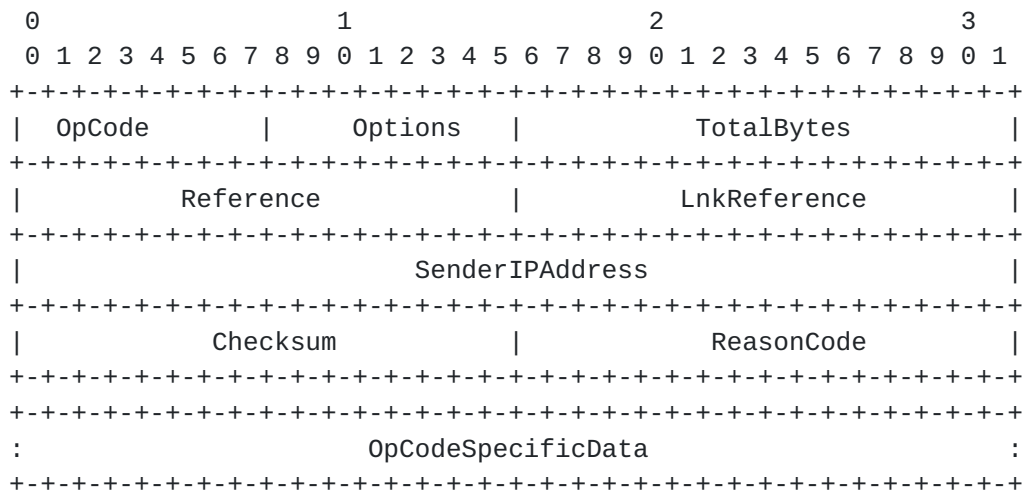 0                   1                   2                   3
0 1 2 3 4 5 6 7 8 9 0 1 2 3 4 5 6 7 8 9 0 1 2 3 4 5 6 7 8 9 0 1
+-+-+-+-+-+-+-+-+-+-+-+-+-+-+-+-+-+-+-+-+-+-+-+-+-+-+-+-+-+-+-+-+
|  OpCode       |     Options   |           TotalBytes          |
+-+-+-+-+-+-+-+-+-+-+-+-+-+-+-+-+-+-+-+-+-+-+-+-+-+-+-+-+-+-+-+-+
|          Reference            |          LnkReference         |
+-+-+-+-+-+-+-+-+-+-+-+-+-+-+-+-+-+-+-+-+-+-+-+-+-+-+-+-+-+-+-+-+
|                         SenderIPAddress                       |
+-+-+-+-+-+-+-+-+-+-+-+-+-+-+-+-+-+-+-+-+-+-+-+-+-+-+-+-+-+-+-+-+
|            Checksum           |            ReasonCode         |
+-+-+-+-+-+-+-+-+-+-+-+-+-+-+-+-+-+-+-+-+-+-+-+-+-+-+-+-+-+-+-+-+
+-+-+-+-+-+-+-+-+-+-+-+-+-+-+-+-+-+-+-+-+-+-+-+-+-+-+-+-+-+-+-+-+
:                      OpCodeSpecificData                       :
+-+-+-+-+-+-+-+-+-+-+-+-+-+-+-+-+-+-+-+-+-+-+-+-+-+-+-+-+-+-+-+-+